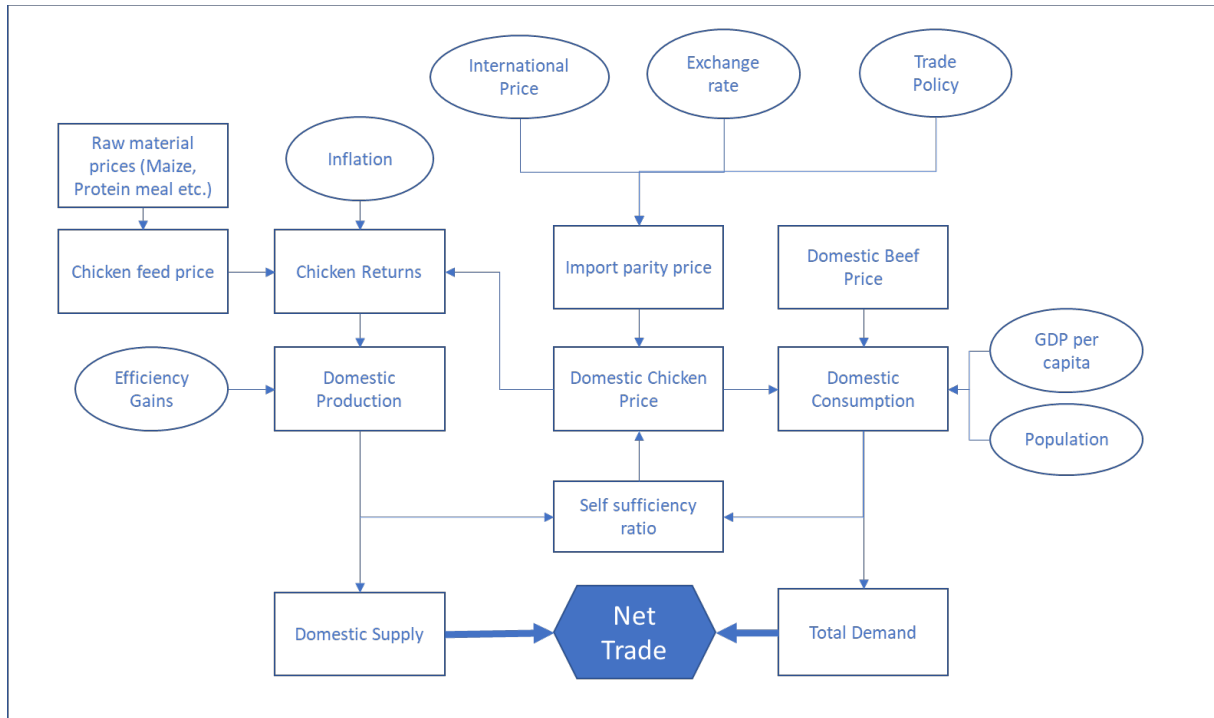 International
Price
Exchange
rate
Trade
Policy
Raw material
prices (Maize,
Protein meal etc.)
Inflation
Chicken feed price
Chicken Returns
Import parity price
Domestic Beef
Price
GDP per
capita
Efficiency
Gains
Domestic
Production
Domestic Chicken
Price
Domestic
Consumption
Population
Self sufficiency
ratio
Domestic Supply
Net
Trade
Total Demand